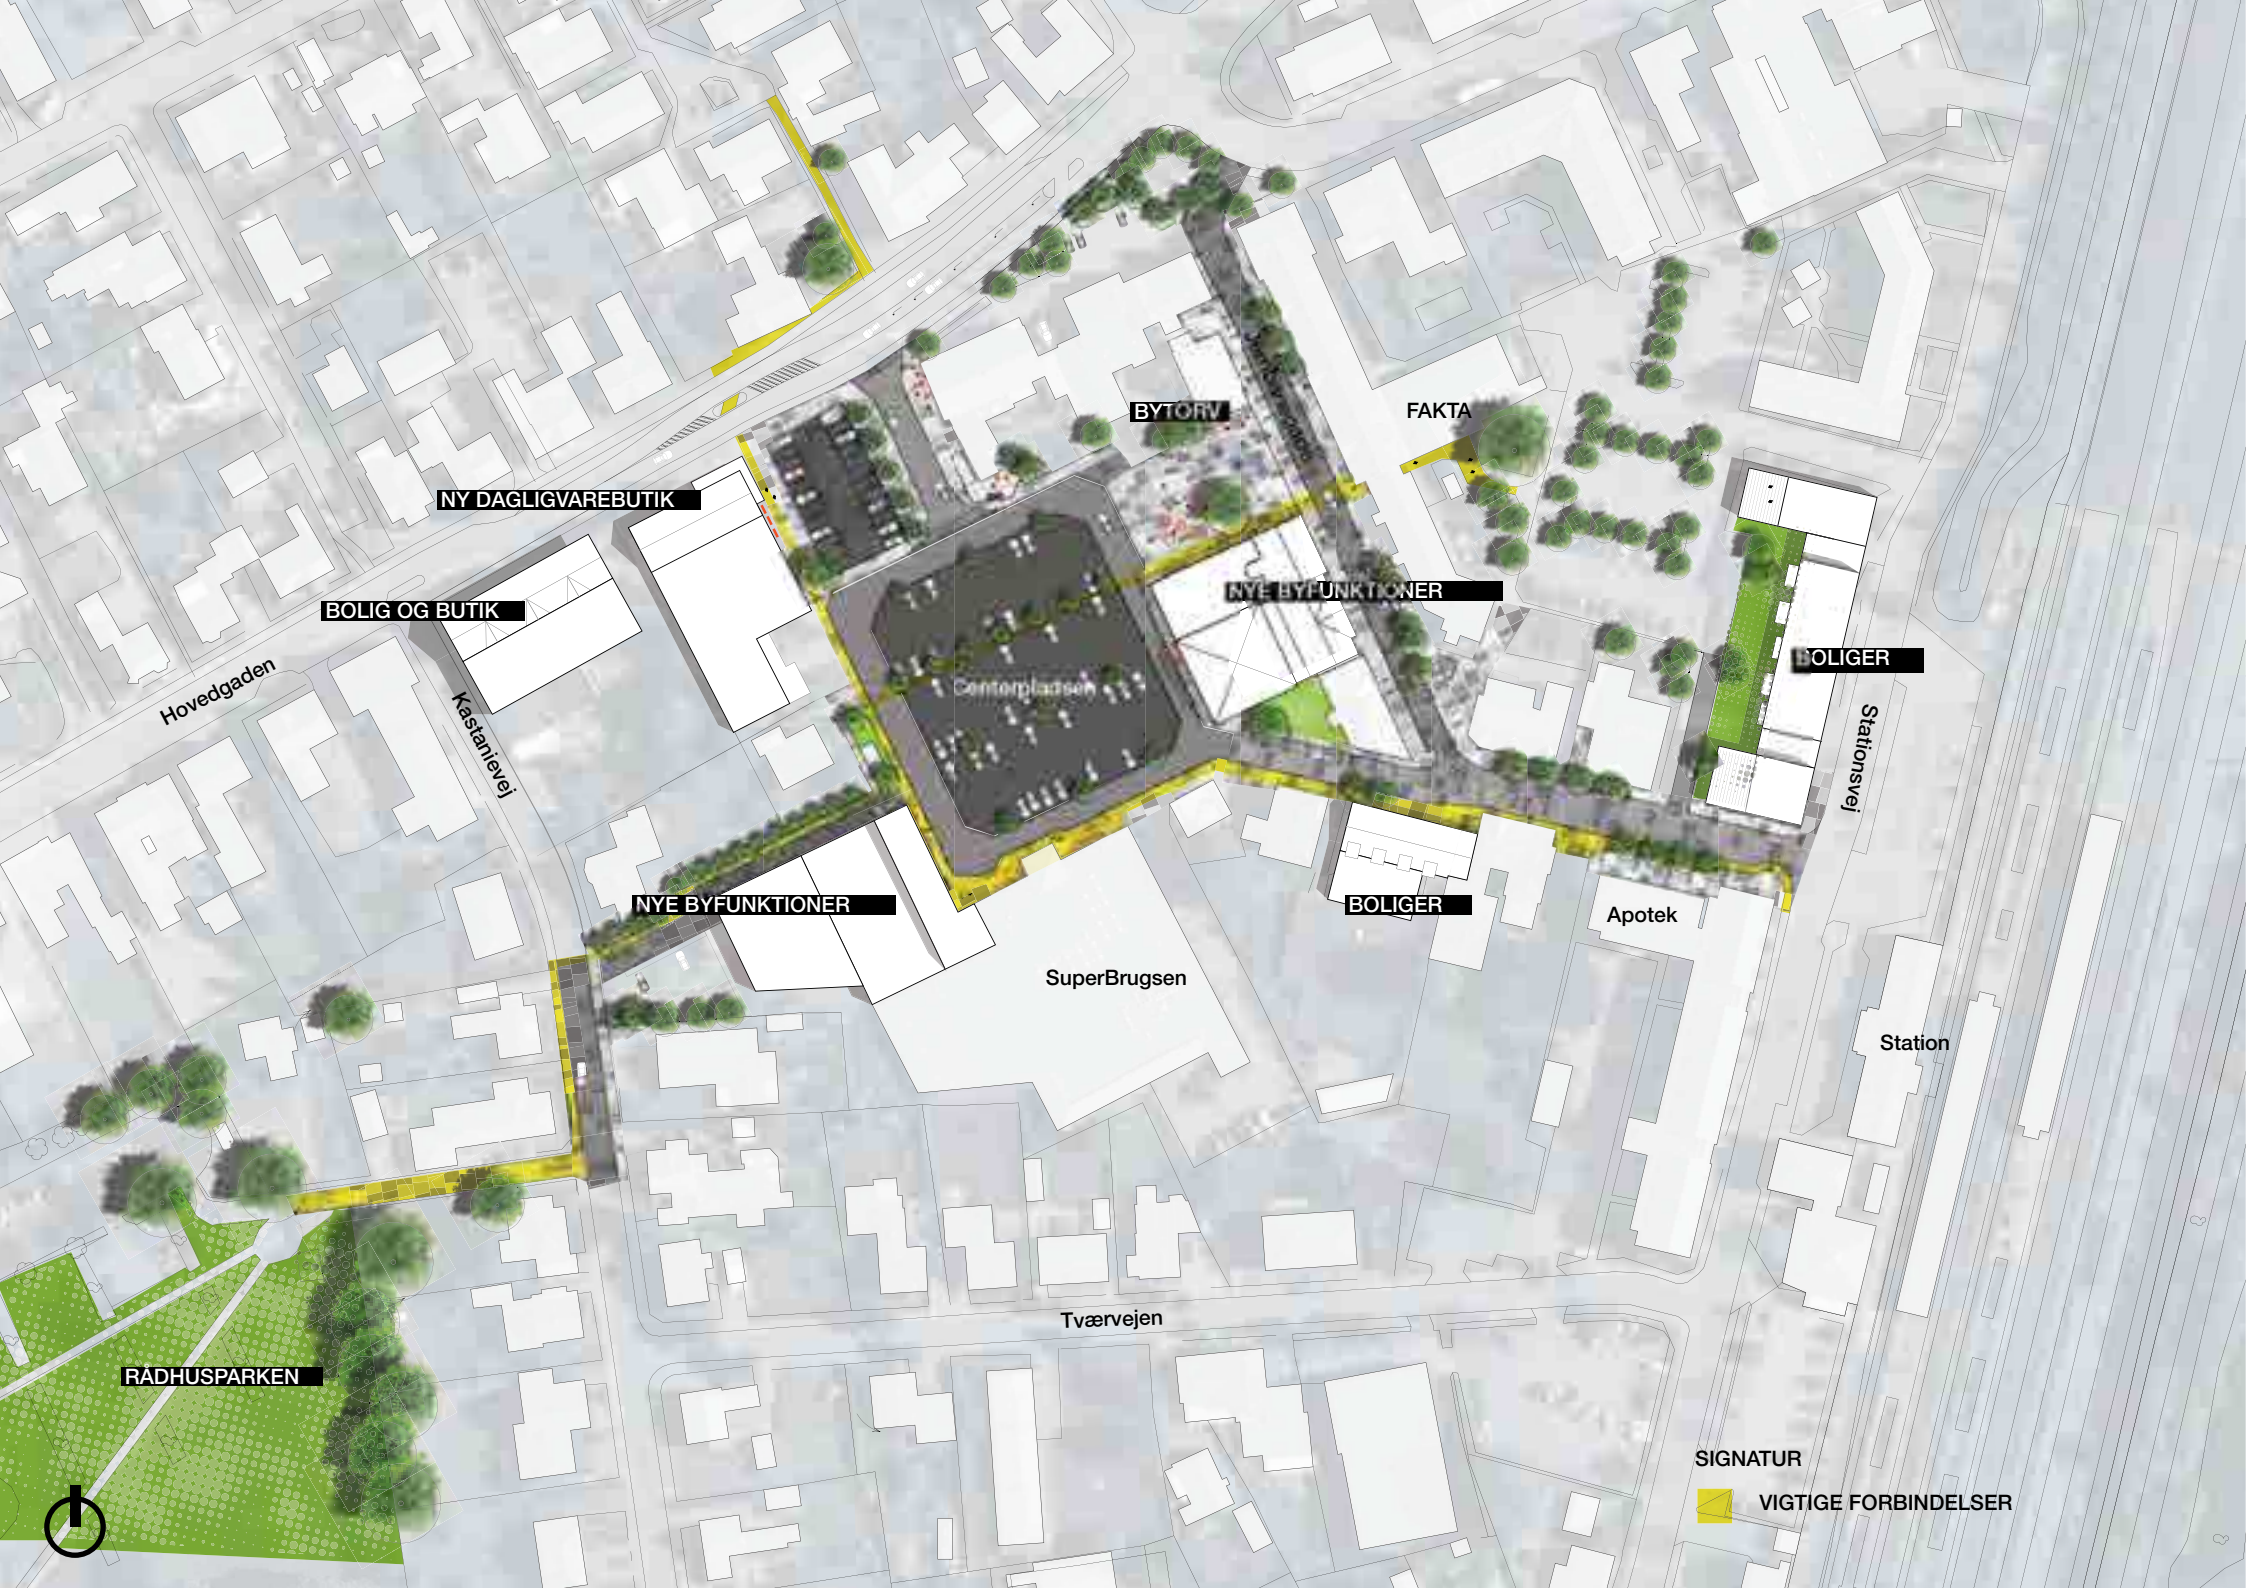 BYTORV
FAKTA
NY DAGLIGVAREBUTIK
NYE BYFUNKTIONER
BOLIG OG BUTIK
BOLIGER
Hovedgaden
Centerpladsen
Kastanievej
Stationsvej
NYE BYFUNKTIONER
BOLIGER
Apotek
SuperBrugsen
Station
Tværvejen
RÅDHUSPARKEN
SIGNATUR
VIGTIGE FORBINDELSER